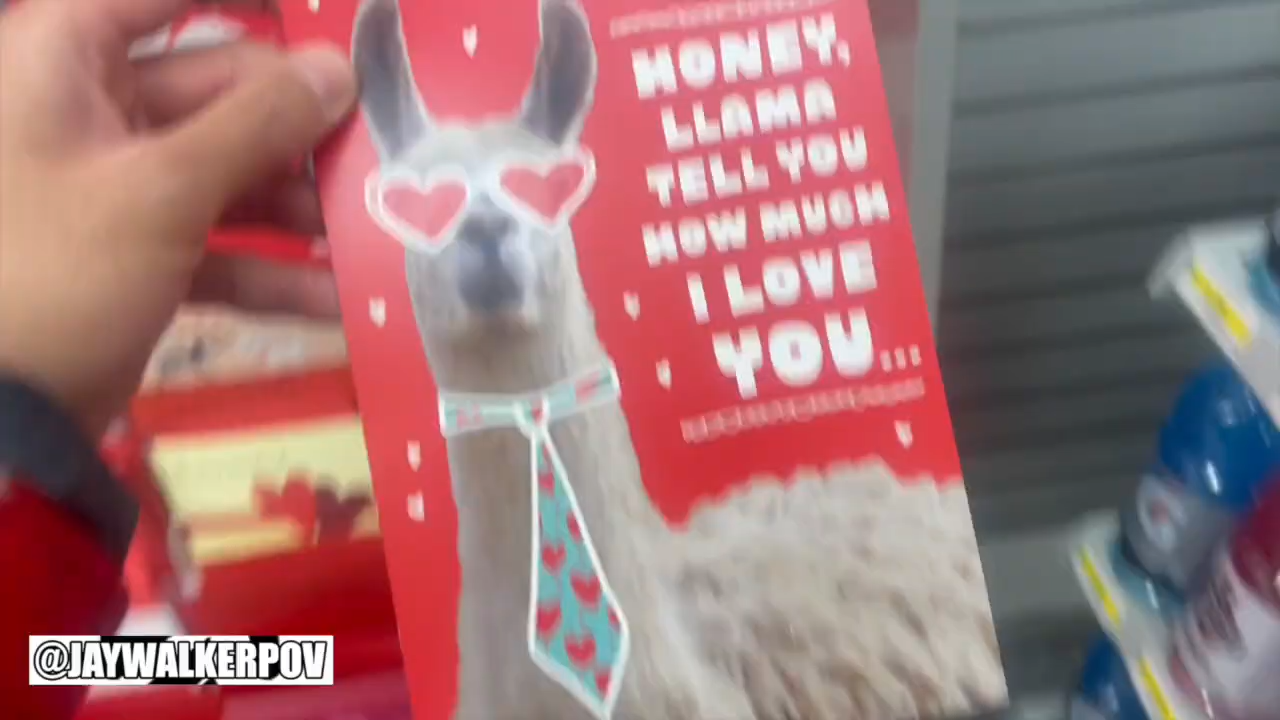 HONEY,
LLAMA
TELL YOU
HOW MUCH
I LOVE
YOU...
@JAYWALKERPOV